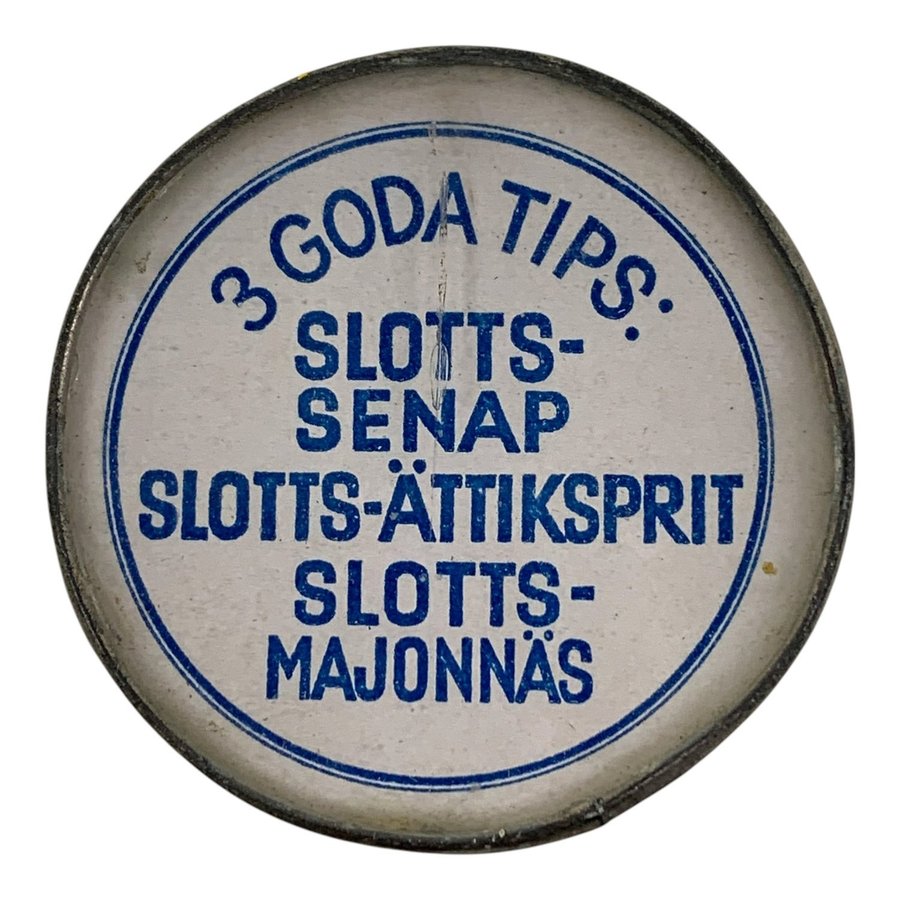 3 GODA TIPS:
SLOTTS-
SENAP
SLOTTS-ÄTTIKSPRIT
SLOTTS-
MAJONNÄS